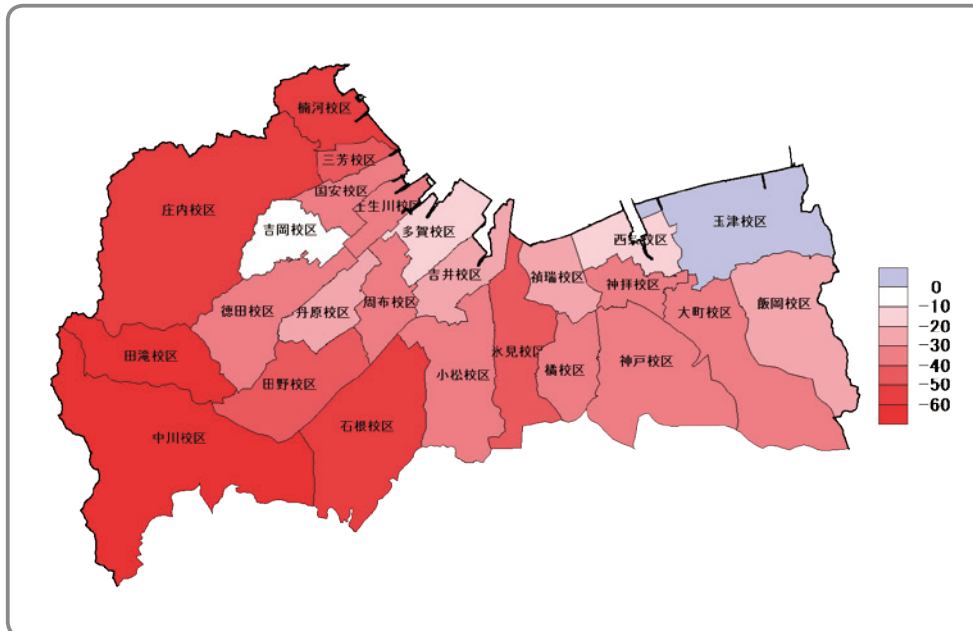 楠河校区
三芳校区
国安校区
庄内校区
壬生川校区
吉岡校区
多賀校区
西条校区
玉津校区
吉井校区
禎瑞校区
神拝校区
徳田校区
丹原校区
周布校区
大町校区
飯岡校区
田滝校区
氷見校区
神戸校区
田野校区
小松校区
橘校区
中川校区
石根校区
0
-10
-20
-30
-40
-50
-60